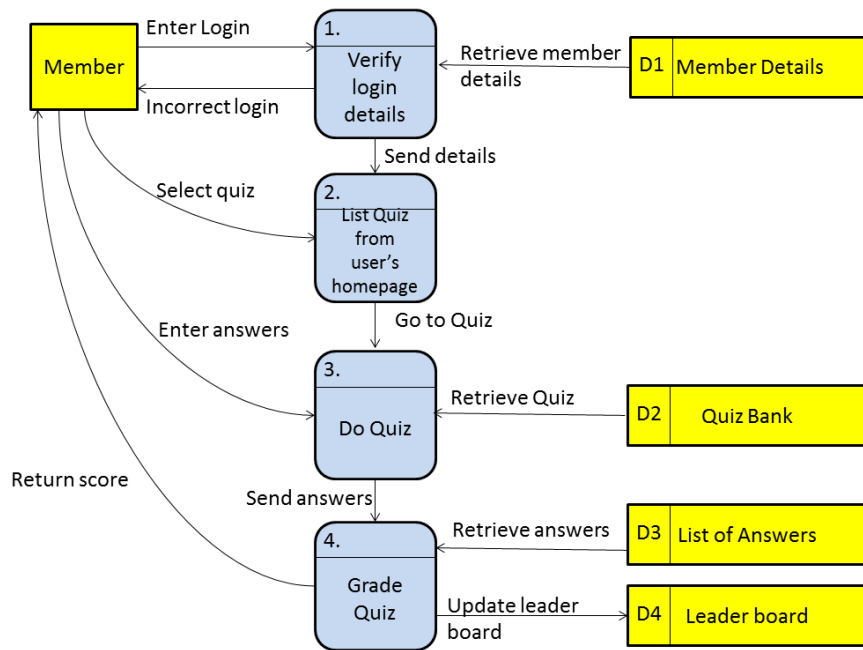 Enter Login
1.
Member
Verify
login
details
Retrieve member
details
D1
Member Details
Incorrect login
Send details
Select quiz
2.
List Quiz
from
user's
homepage
Go to Quiz
Enter answers
3.
Do Quiz
Retrieve Quiz
D2
Quiz Bank
Return score
Send answers
4.
Grade
Quiz
Retrieve answers
D3
List of Answers
Update leader
board
D4
Leader board